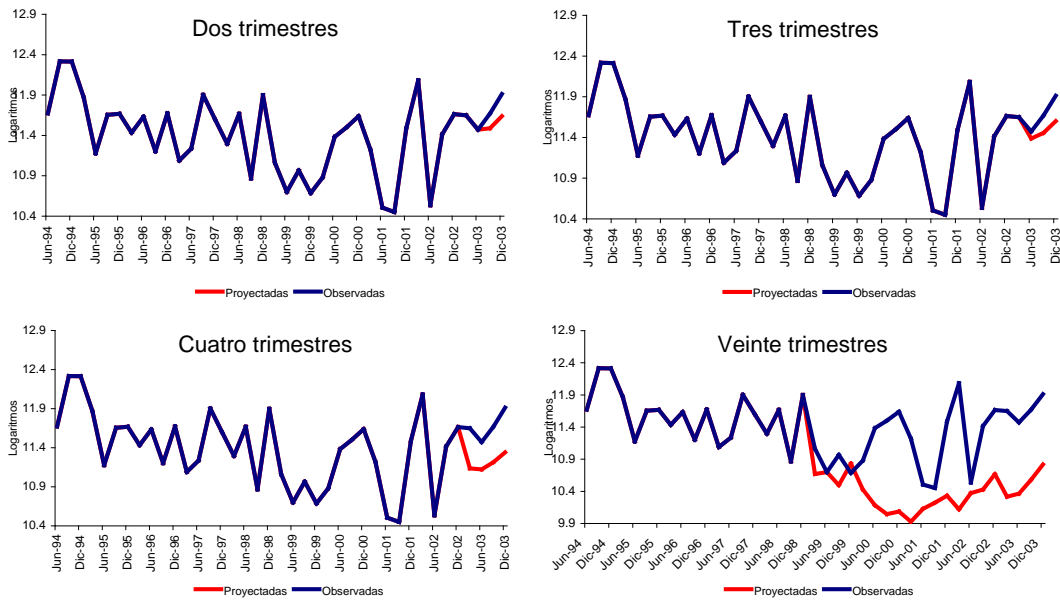 Dos trimestres
Logaritmos
12.9
12.4
11.9
11.4
10.9
10.4
Jun-94
Dic-94
Jun-95
Dic-95
Jun-96
Dic-96
Jun-97
Dic-97
Jun-98
Dic-98
Jun-99
Dic-99
Jun-00
Dic-00
Jun-01
Dic-01
Jun-02
Dic-02
Jun-03
Dic-03
Proyectadas Observadas
Tres trimestres
Logaritmos
12.9
12.4
11.9
11.4
10.9
10.4
Jun-94
Dic-94
Jun-95
Dic-95
Jun-96
Dic-96
Jun-97
Dic-97
Jun-98
Dic-98
Jun-99
Dic-99
Jun-00
Dic-00
Jun-01
Dic-01
Jun-02
Dic-02
Jun-03
Dic-03
Proyectadas Observadas
Cuatro trimestres
Logaritmos
12.9
12.4
11.9
11.4
10.9
10.4
Jun-94
Dic-94
Jun-95
Dic-95
Jun-96
Dic-96
Jun-97
Dic-97
Jun-98
Dic-98
Jun-99
Dic-99
Jun-00
Dic-00
Jun-01
Dic-01
Jun-02
Dic-02
Jun-03
Dic-03
Proyectadas Observadas
Veinte trimestres
Logaritmos
12.9
12.4
11.9
11.4
10.9
10.4
9.9
Jun-94
Dic-94
Jun-95
Dic-95
Jun-96
Dic-96
Jun-97
Dic-97
Jun-98
Dic-98
Jun-99
Dic-99
Jun-00
Dic-00
Jun-01
Dic-01
Jun-02
Dic-02
Jun-03
Dic-03
Proyectadas Observadas